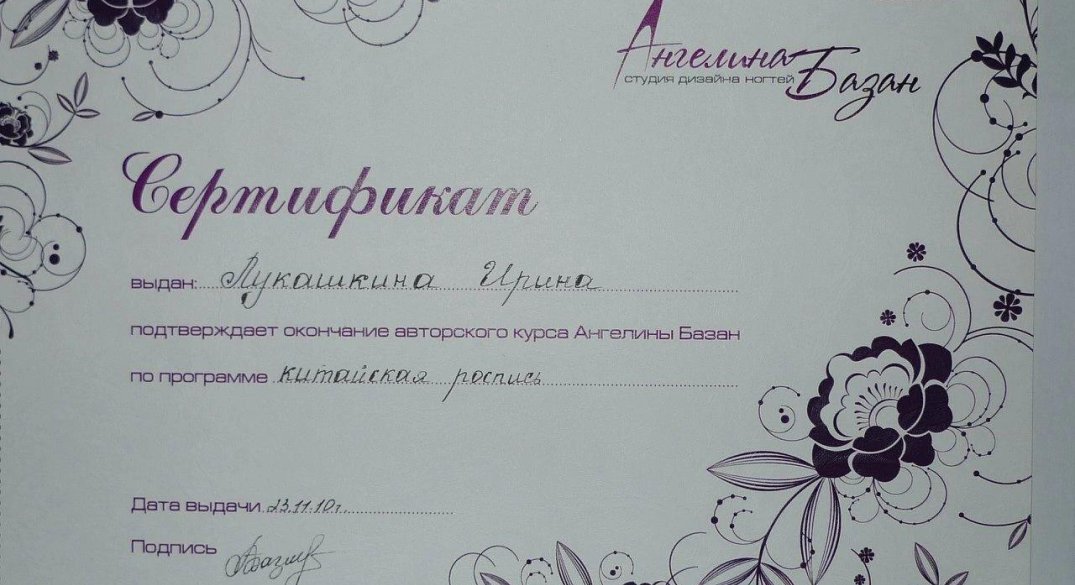 Ангелина Базан
студия дизайна ногтей
Сертификат
выдан: Лукашкина Ирина
подтверждает окончание авторского курса Ангелины Базан
по программе китайская роспись
Дата выдачи 23.11.10г.
Подпись